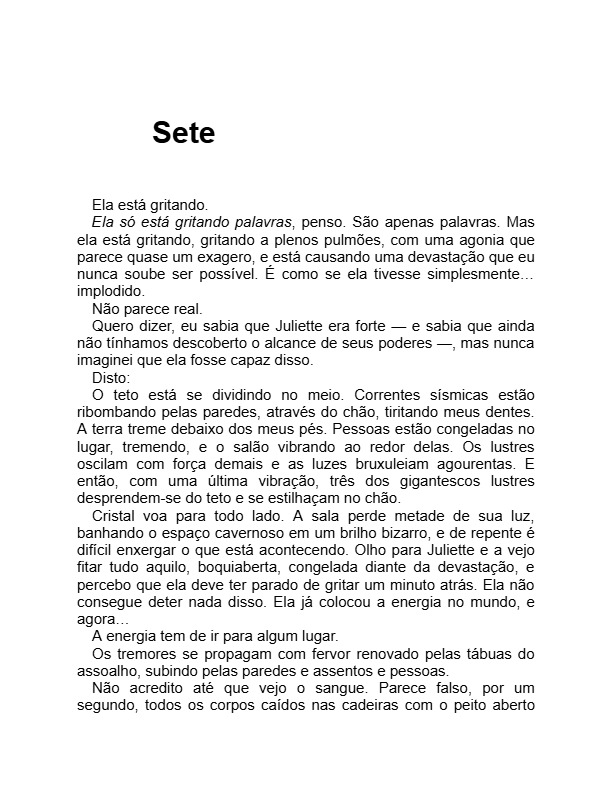 Sete
Ela está gritando.
Ela só está gritando palavras, penso. São apenas palavras. Mas
ela está gritando, gritando a plenos pulmões, com uma agonia que
parece quase um exagero, e está causando uma devastação que eu
nunca soube ser possível. É como se ela tivesse simplesmente…
implodido.
Não parece real.
Quero dizer, eu sabia que Juliette era forte — e sabia que ainda
não tínhamos descoberto o alcance de seus poderes —, mas nunca
imaginei que ela fosse capaz disso.
Disto:
O teto está se dividindo no meio. Correntes sísmicas estão
ribombando pelas paredes, através do chão, tiritando meus dentes.
A terra treme debaixo dos meus pés. Pessoas estão congeladas no
lugar, tremendo, e o salão vibrando ao redor delas. Os lustres
oscilam com força demais e as luzes bruxuleiam agourentas. E
então, com uma última vibração, três dos gigantescos lustres
desprendem-se do teto e se estilhaçam no chão.
Cristal voa para todo lado. A sala perde metade de sua luz,
banhando o espaço cavernoso em um brilho bizarro, e de repente é
difícil enxergar o que está acontecendo. Olho para Juliette e a vejo
fitar tudo aquilo, boquiaberta, congelada diante da devastação, e
percebo que ela deve ter parado de gritar um minuto atrás. Ela não
consegue deter nada disso. Ela já colocou a energia no mundo, e
agora…
A energia tem de ir para algum lugar.
Os tremores se propagam com fervor renovado pelas tábuas do
assoalho, subindo pelas paredes e assentos e pessoas.
Não acredito até que vejo o sangue. Parece falso, por um
segundo, todos os corpos caídos nas cadeiras com o peito aberto